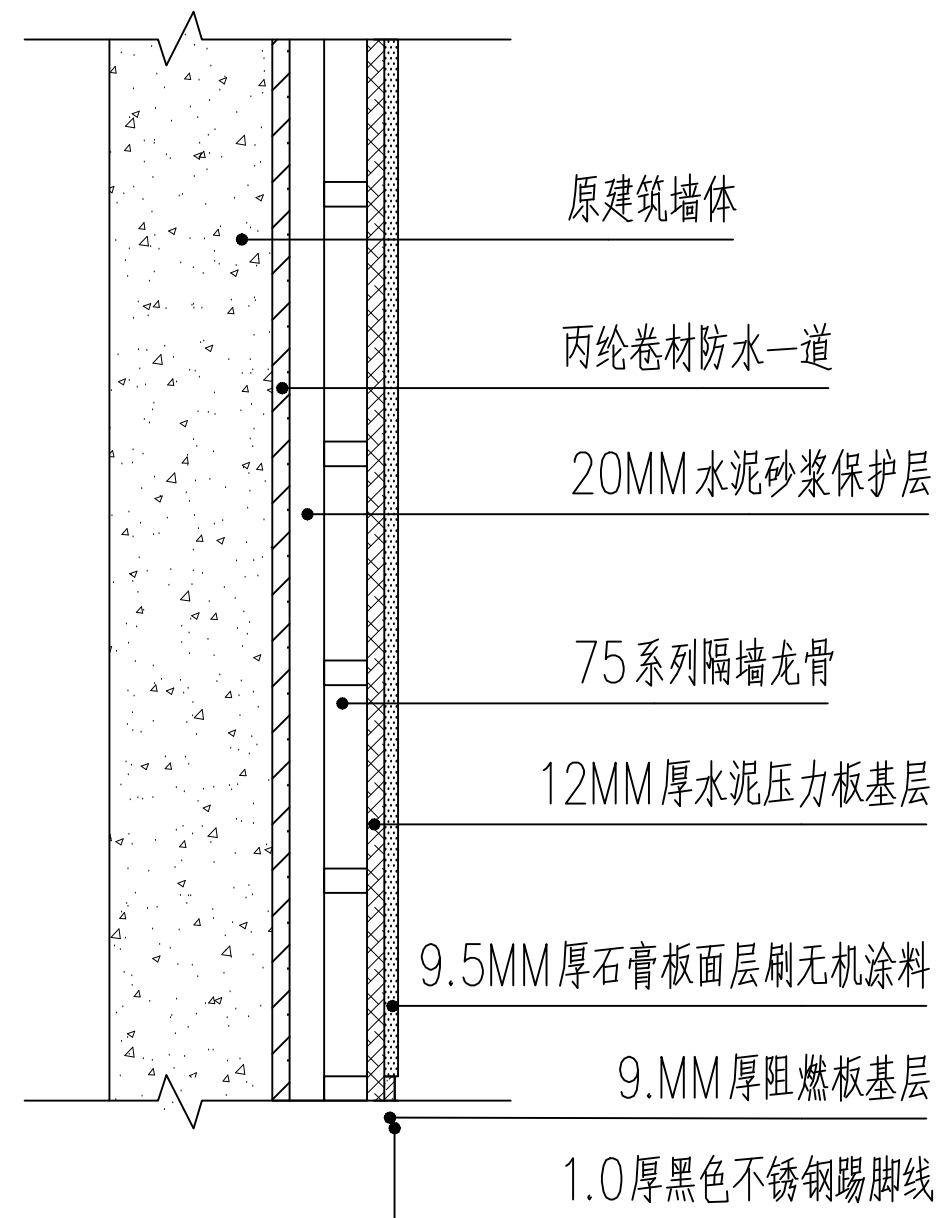 原建筑墙体
丙纶卷材防水一道
20MM水泥砂浆保护层
75系列隔墙龙骨
12MM厚水泥压力板基层
9.5MM厚石膏板面层刷无机涂料
9.MM厚阻燃板基层
1.0厚黑色不锈钢踢脚线